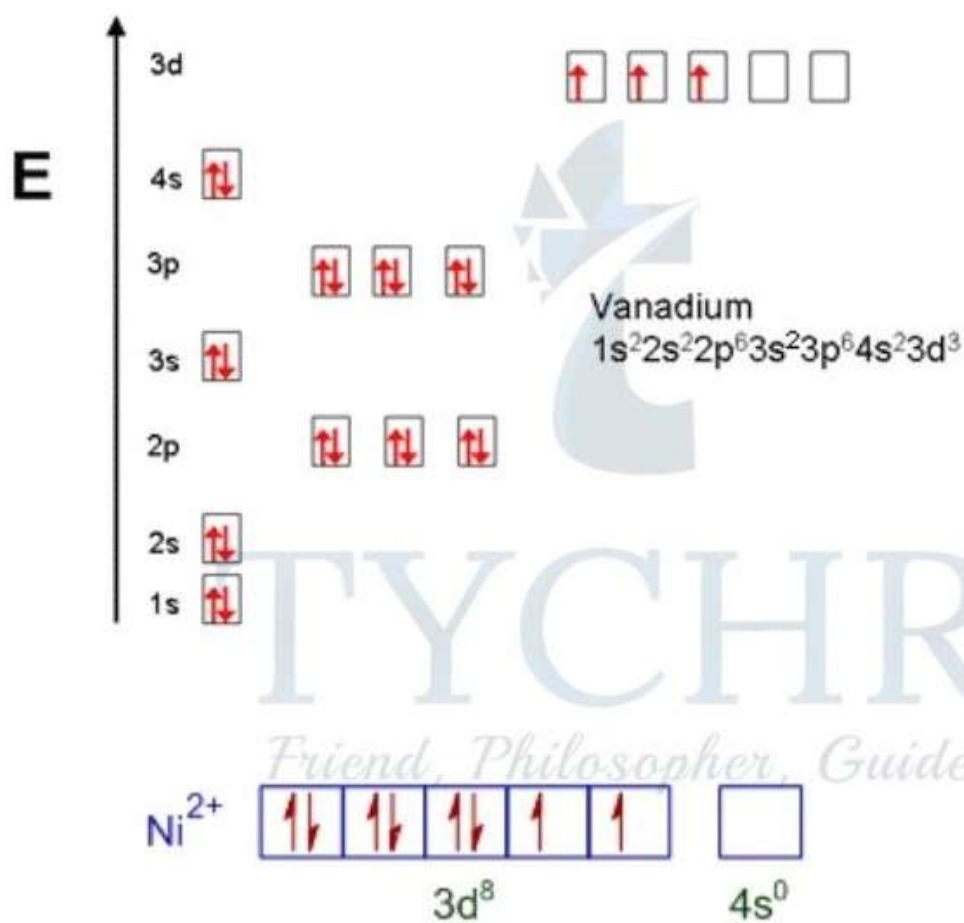 3d
E
4s
3p
Vanadium
1s²2s²2p⁶3s²3p⁶4s²3d³
3s
2p
2s
1s
TYCHR
Friend, Philosopher, Guide
Ni²⁺
3d⁸ 4s⁰